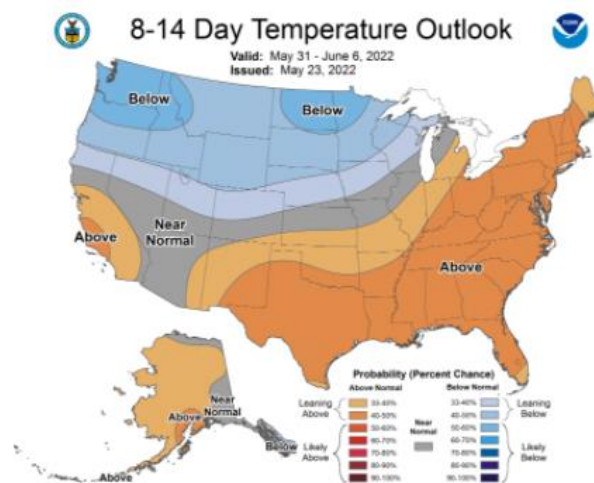 8-14 Day Temperature Outlook
Valid: May 31 - June 6, 2022
Issued: May 23, 2022
Below
Below
Above
Near
Normal
Above
Above
Near
Normal
Below
Above
Probability (Percent Chance)
Above Normal
Below Normal
Leaning
Above
33-40%
40-50%
50-60%
60-70%
70-80%
80-90%
90-100%
Likely
Above
Near
Normal
33-40%
40-50%
50-60%
60-70%
70-80%
80-90%
90-100%
Leaning
Below
Likely
Below